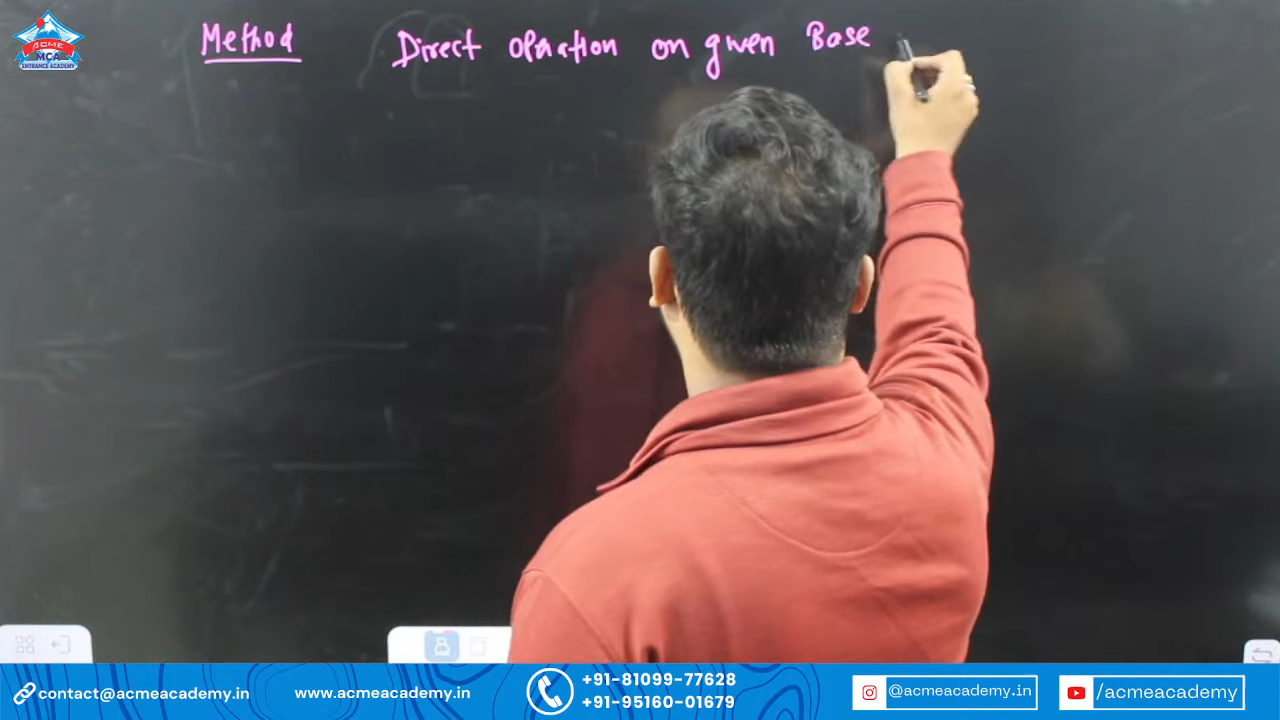 ACME
MCA
ENTRANCE ACADEMY
Method Direct Operation on given Base
contact@acmeacademy.in
www.acmeacademy.in
+91-81099-77628
+91-95160-01679
@acmeacademy.in
/acmeacademy